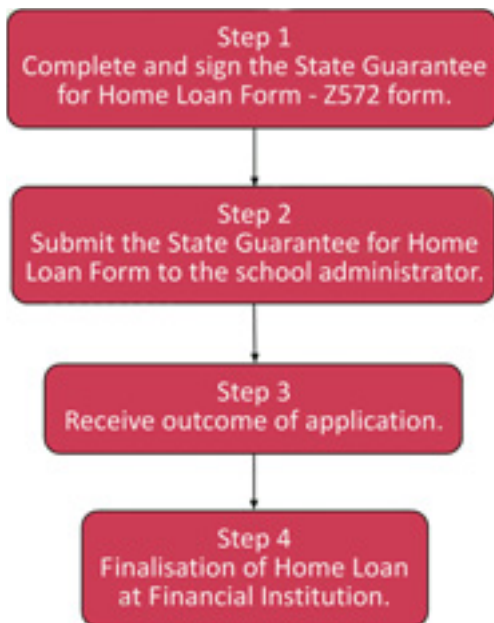 Step 1
Complete and sign the State Guarantee
for Home Loan Form - Z572 form.
Step 2
Submit the State Guarantee for Home
Loan Form to the school administrator.
Step 3
Receive outcome of application.
Step 4
Finalisation of Home Loan
at Financial Institution.